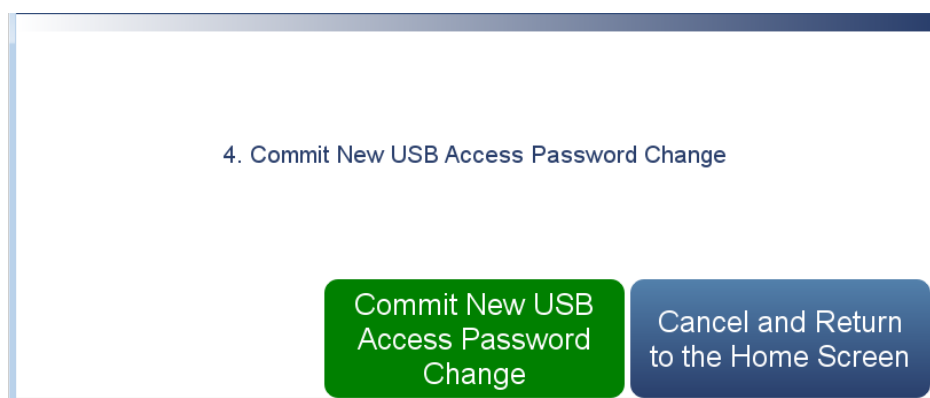 4. Commit New USB Access Password Change
Commit New USB
Access Password
Change
Cancel and Return
to the Home Screen